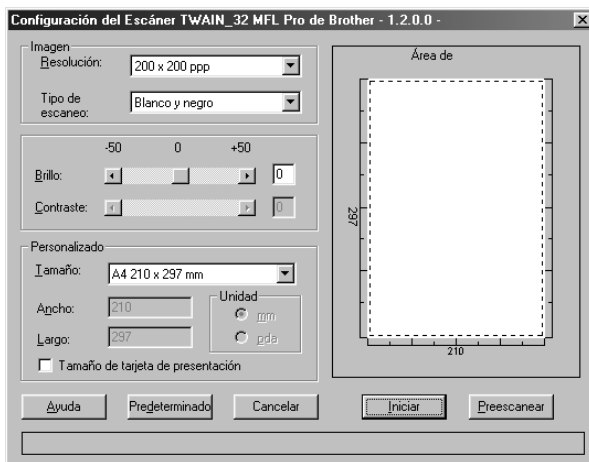 Configuración del Escáner TWAIN_32 MFL Pro de Brother - 1.2.0.0 -
Imagen
Resolución: 200 x 200 ppp
Tipo de escaneo: Blanco y negro
-50 0 +50
Brillo: 0
Contraste: 0
Personalizado
Tamaño: A4 210 x 297 mm
Ancho: 210
Largo: 297
Unidad
mm
pda
Tamaño de tarjeta de presentación
Área de
297
210
Ayuda Predeterminado Cancelar Iniciar Preescanear